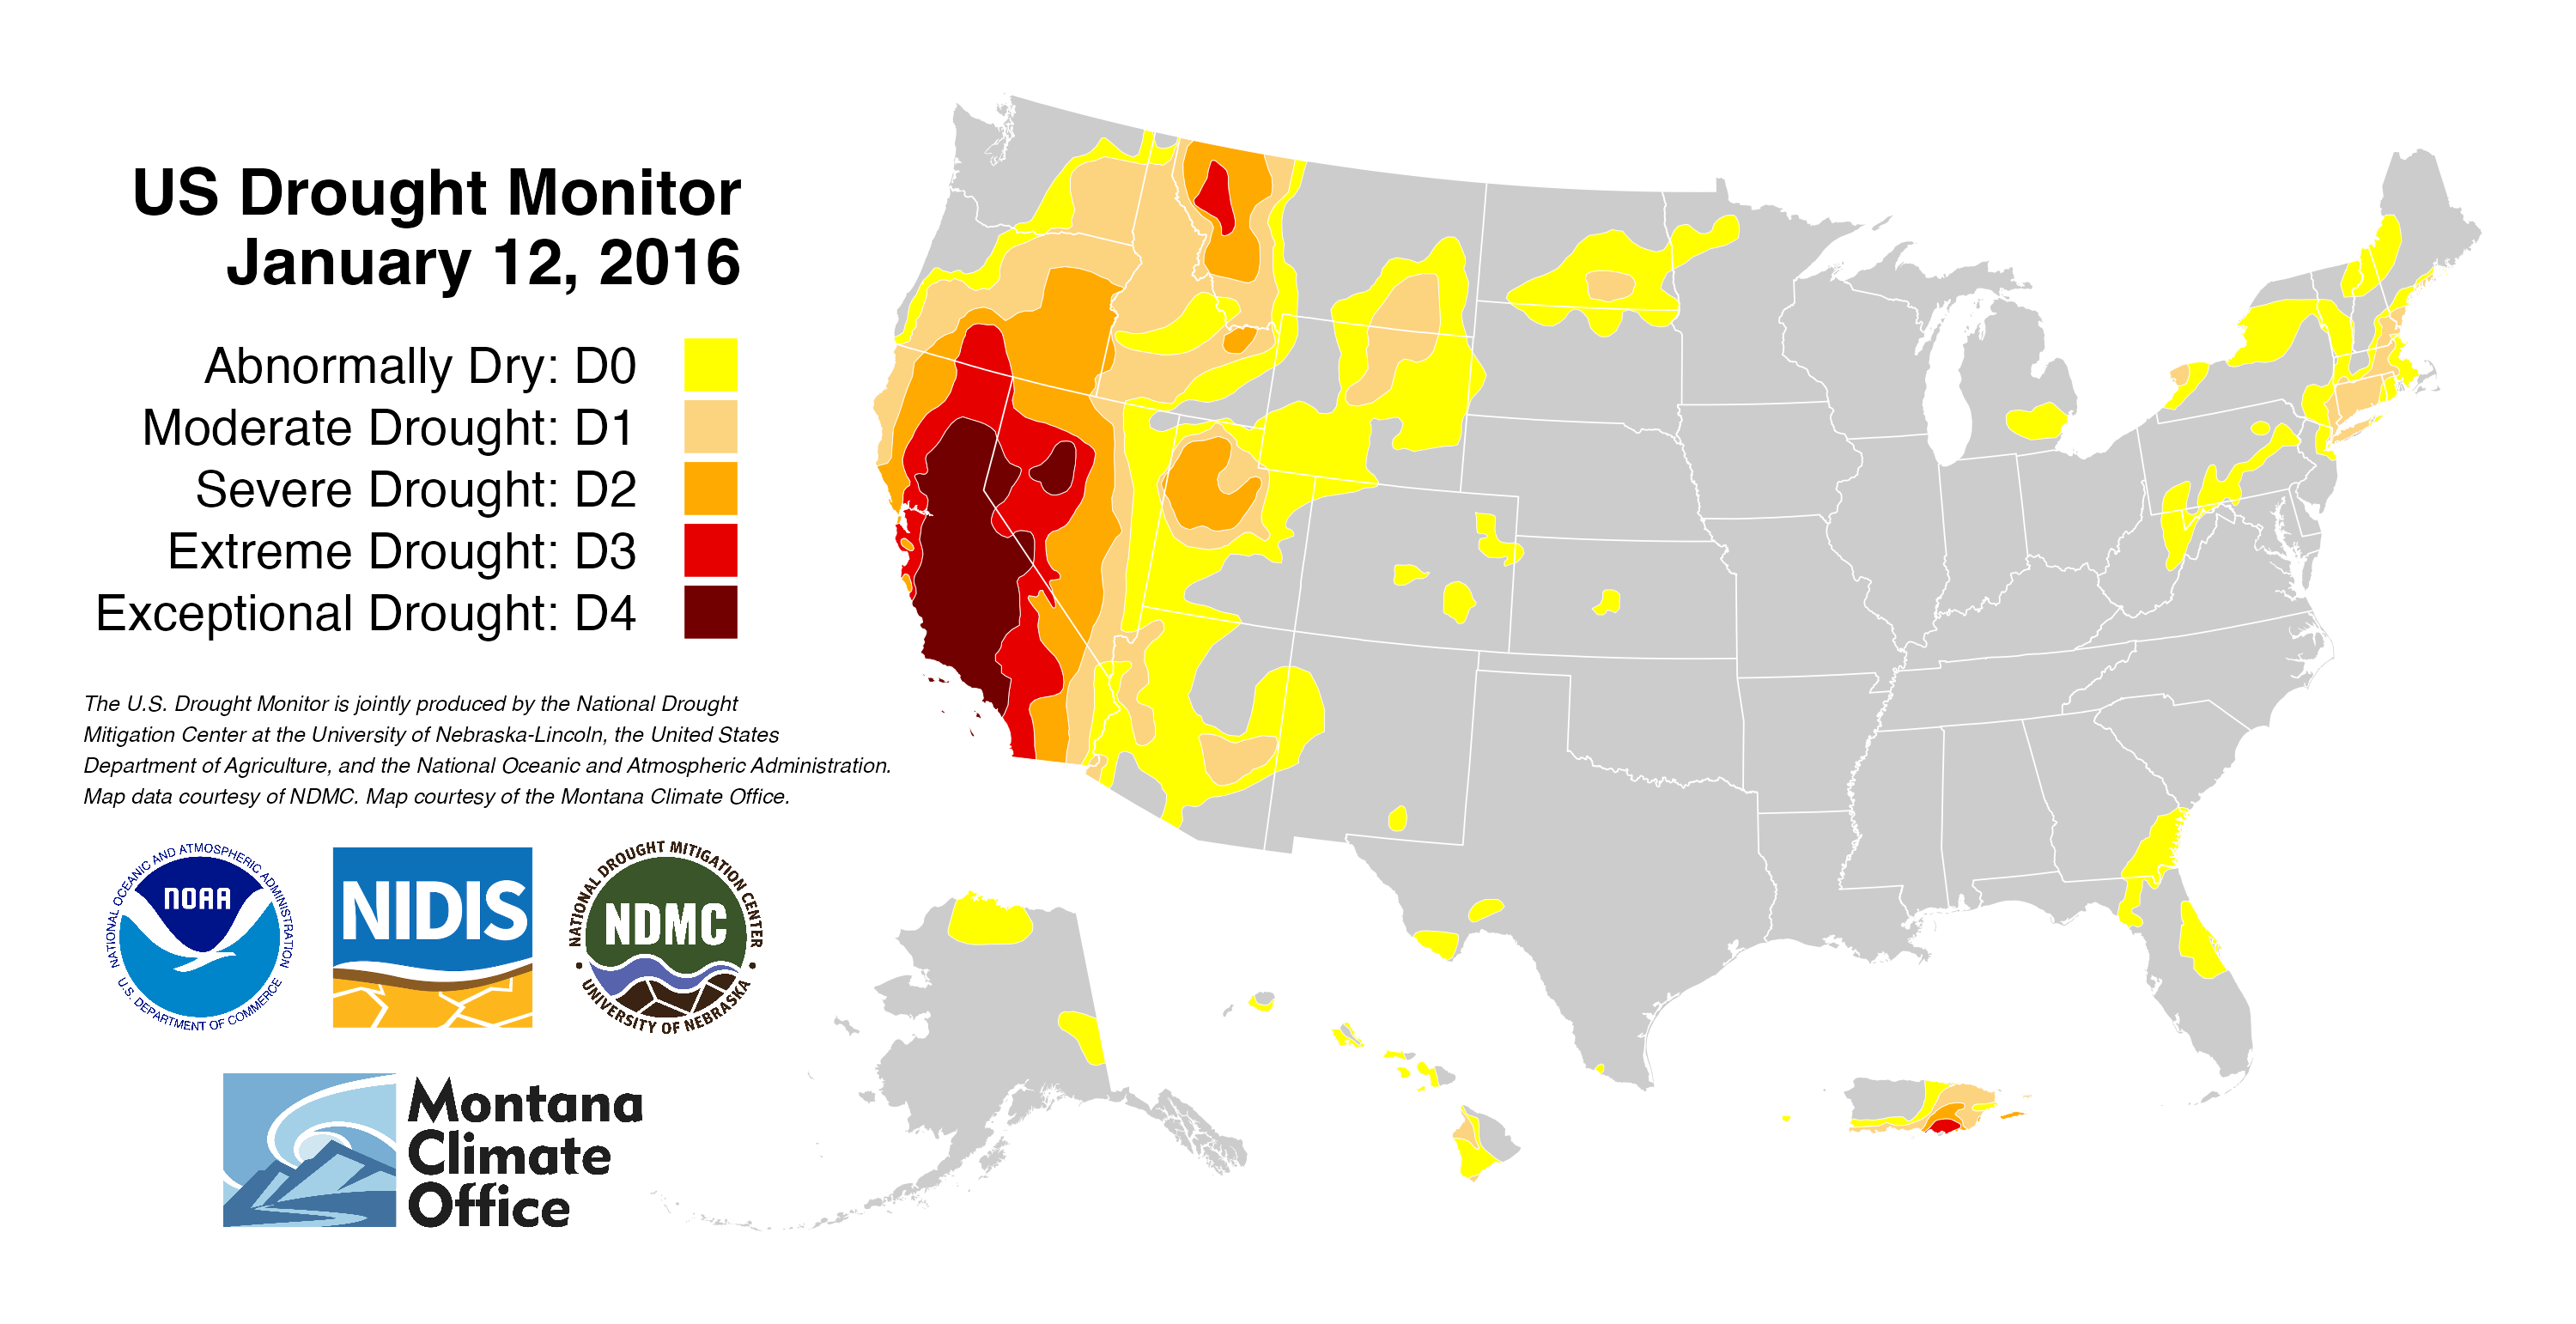 US Drought Monitor
January 12, 2016
Abnormally Dry: D0
Moderate Drought: D1
Severe Drought: D2
Extreme Drought: D3
Exceptional Drought: D4
The U.S. Drought Monitor is jointly produced by the National Drought
Mitigation Center at the University of Nebraska-Lincoln, the United States
Department of Agriculture, and the National Oceanic and Atmospheric Administration.
Map data courtesy of NDMC. Map courtesy of the Montana Climate Office.
NATIONAL OCEANIC AND ATMOSPHERIC ADMINISTRATION
NOAA
U.S. DEPARTMENT OF COMMERCE
NIDIS
NATIONAL DROUGHT MITIGATION CENTER
NDMC
UNIVERSITY OF NEBRASKA
Montana
Climate
Office